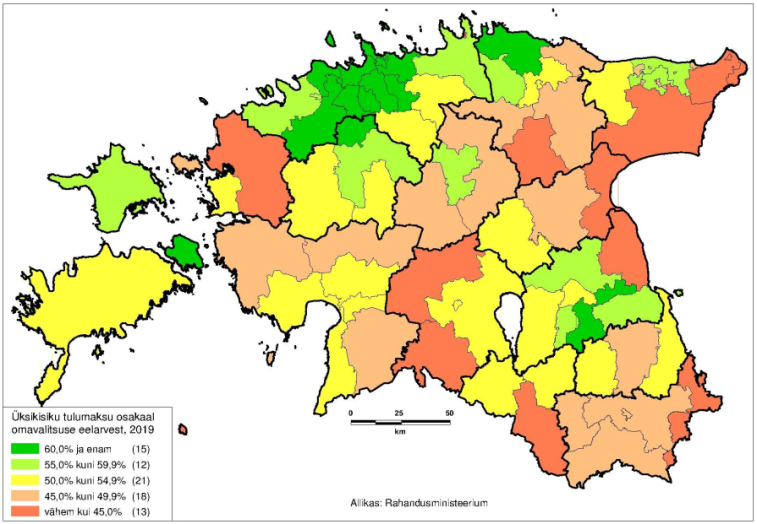 Üksikisiku tulumaksu osakaal
omavalitsuse eelarvest, 2019
60,0% ja enam (15)
55,0% kuni 59,9% (12)
50,0% kuni 54,9% (21)
45,0% kuni 49,9% (18)
vähem kui 45,0% (13)
0 25 50
km
Allikas: Rahandusministeerium